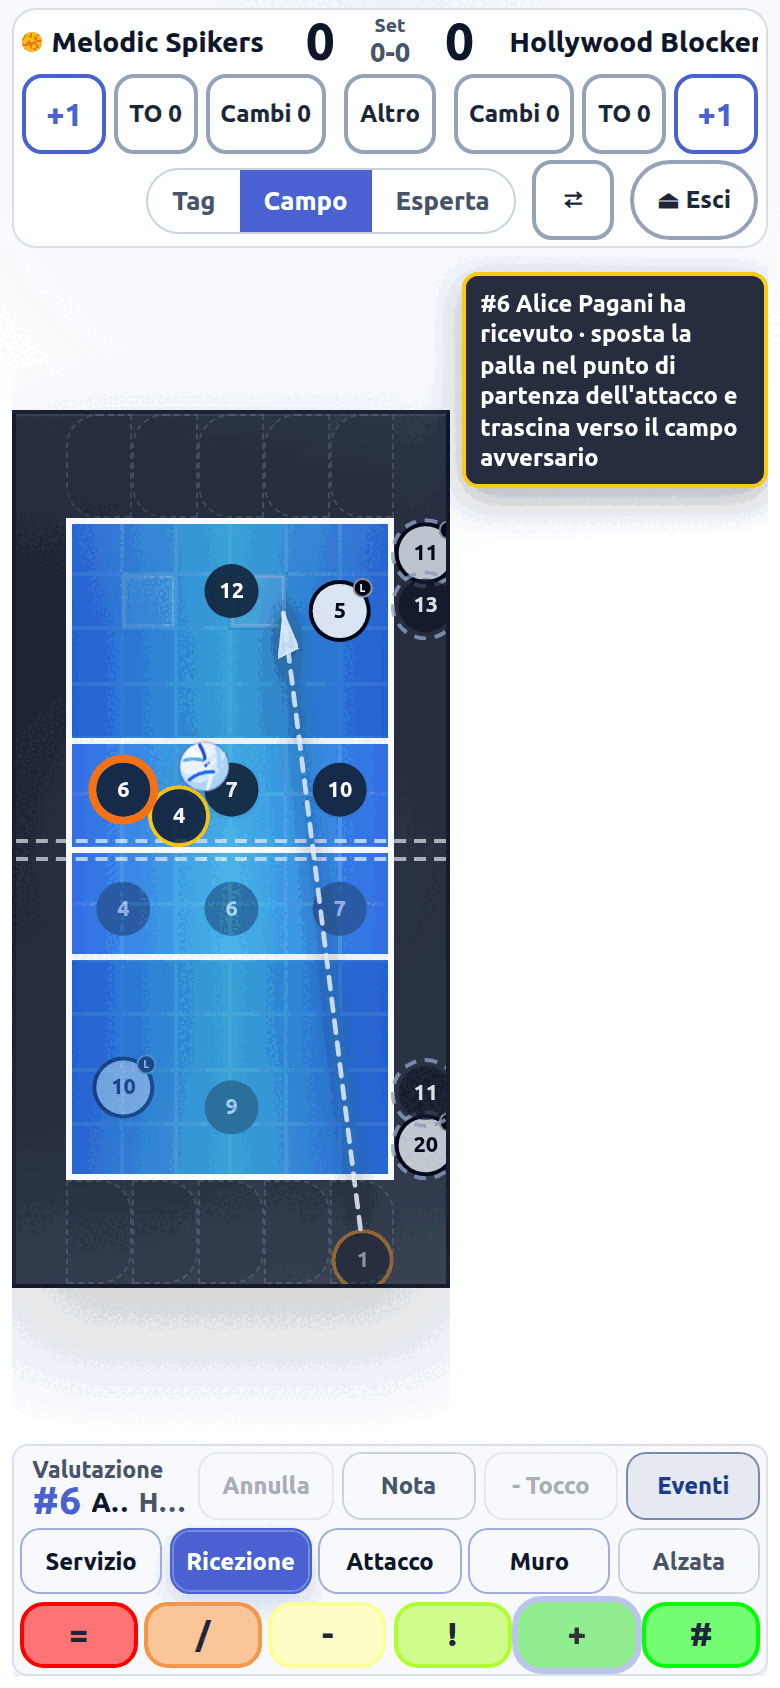 Melodic Spikers 0 Set 0-0 0 Hollywood Blocker
+1 TO 0 Cambi 0 Altro Cambi 0 TO 0 +1
Tag Campo Esperta ⇄ ⏏ Esci
#6 Alice Pagani ha
ricevuto · sposta la
palla nel punto di
partenza dell'attacco e
trascina verso il campo
avversario
11
12
5 L
13
6 7 10
4
4 6 7
10 L
9
11
20
1
Valutazione
#6 A.. H...
Annulla Nota - Tocco Eventi
Servizio Ricezione Attacco Muro Alzata
= / - ! + #